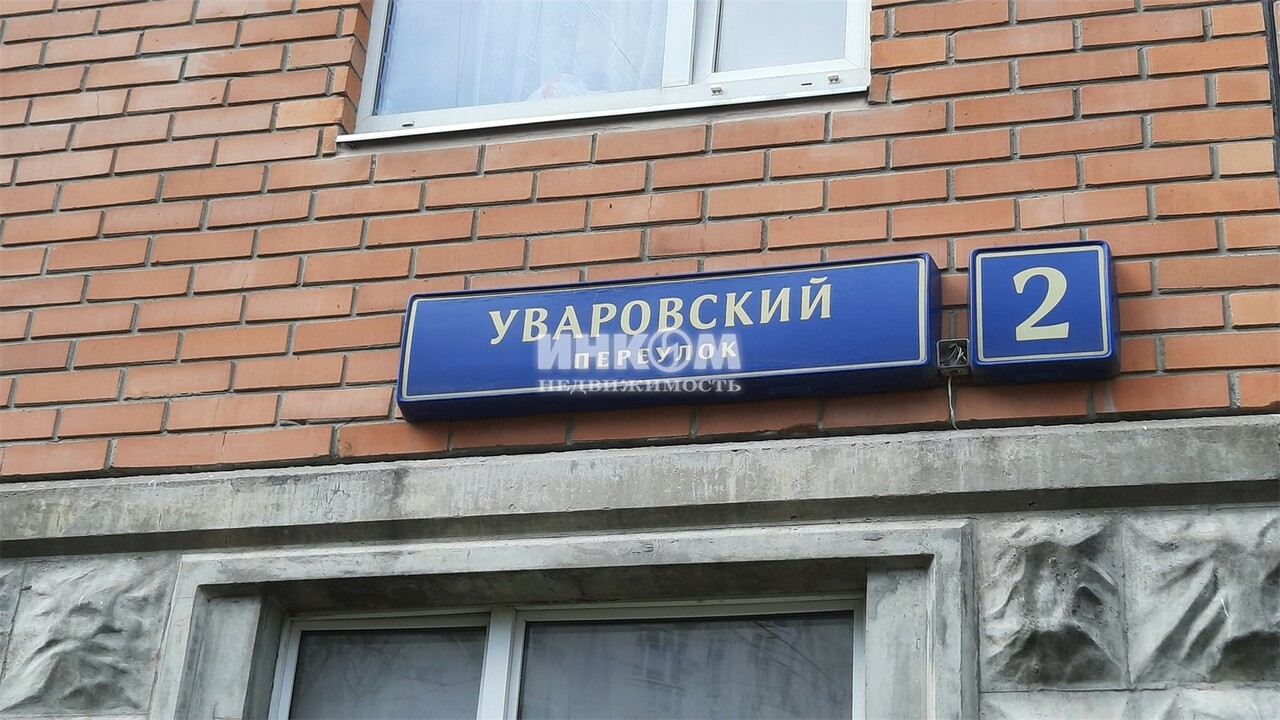 УВАРОВСКИЙ
ПЕРЕУЛОК
2
ИНКОМ
НЕДВИЖИМОСТЬ